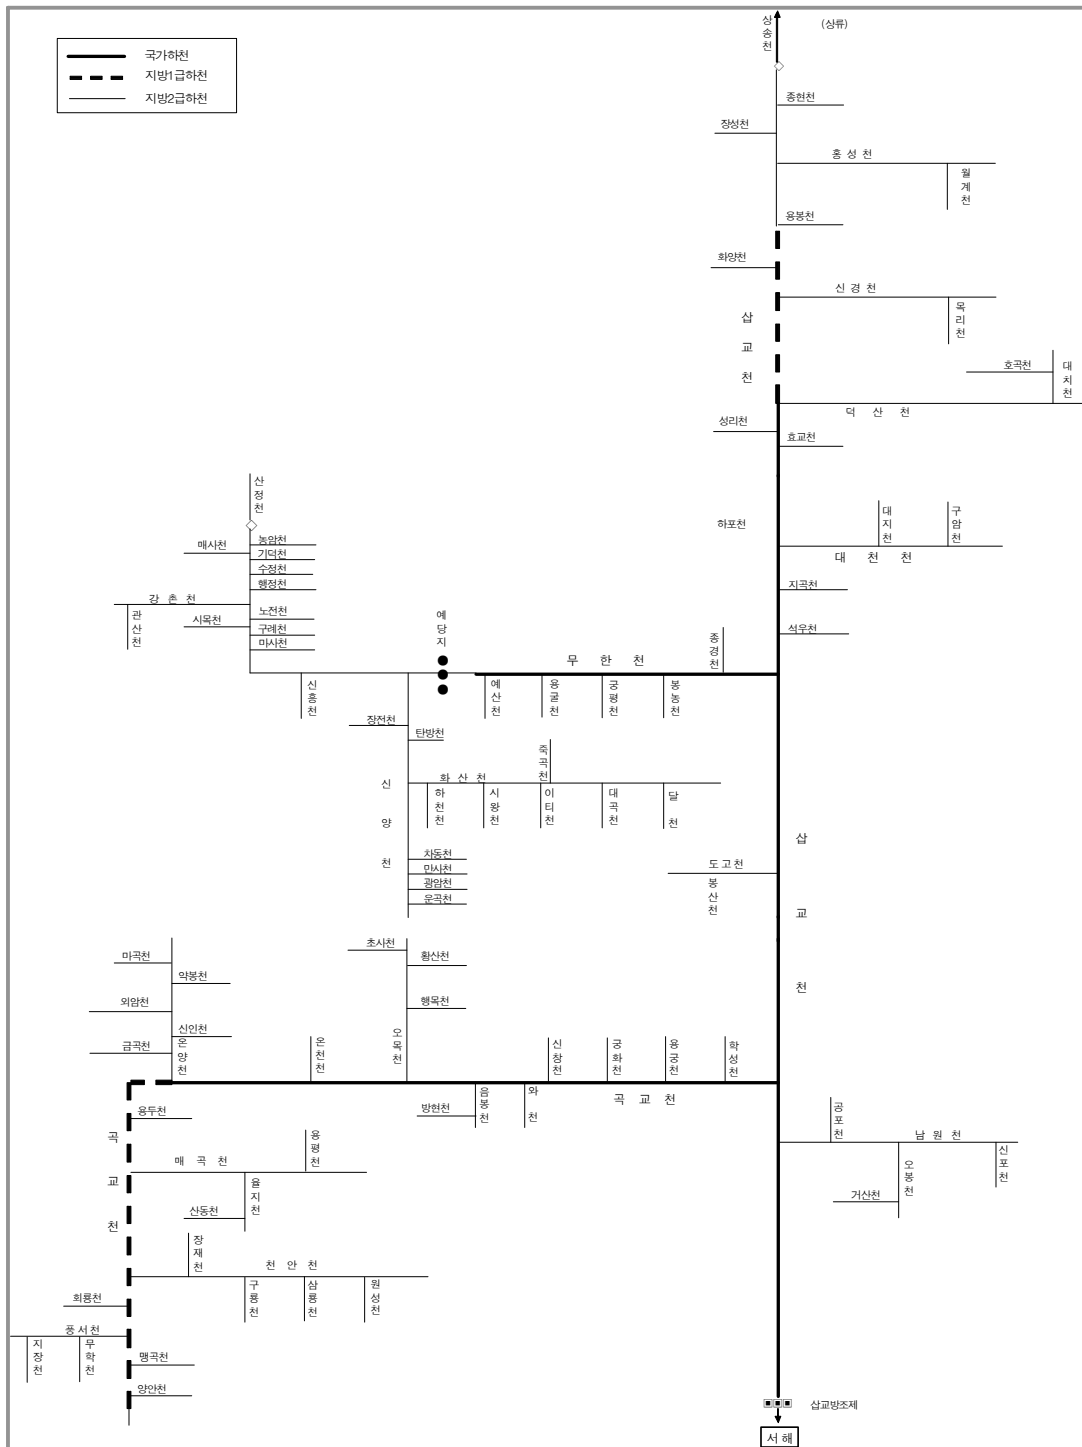 상송천
(상류)
국가하천
지방1급하천
지방2급하천
종현천
장성천
홍성천
월계천
용봉천
화양천
신경천
목리천
삽교천
호곡천
대치천
덕산천
성리천
효교천
산정천
대지천
구암천
하포천
대천천
매사천
농암천
기덕천
수정천
행정천
지곡천
강촌천
관산천
시목천
노전천
구례천
마사천
예당지
석우천
종경천
무한천
신흥천
예산천
용굴천
궁평천
봉농천
장전천
탄방천
죽곡천
신양천
화산천
하천천
시왕천
이티천
대곡천
달천
차동천
만사천
광암천
운곡천
도고천
봉산천
삽교천
마곡천
약봉천
외암천
신인천
금곡천
온양천
초사천
황산천
행목천
오목천
온천천
신창천
궁화천
용궁천
학성천
방현천
음봉천
와천
곡교천
용두천
곡교천
매곡천
용평천
율지천
산동천
공포천
남원천
오봉천
신포천
거산천
장재천
천안천
구룡천
삼룡천
원성천
회룡천
풍서천
지장천
무학천
맹곡천
양안천
삽교방조제
서해